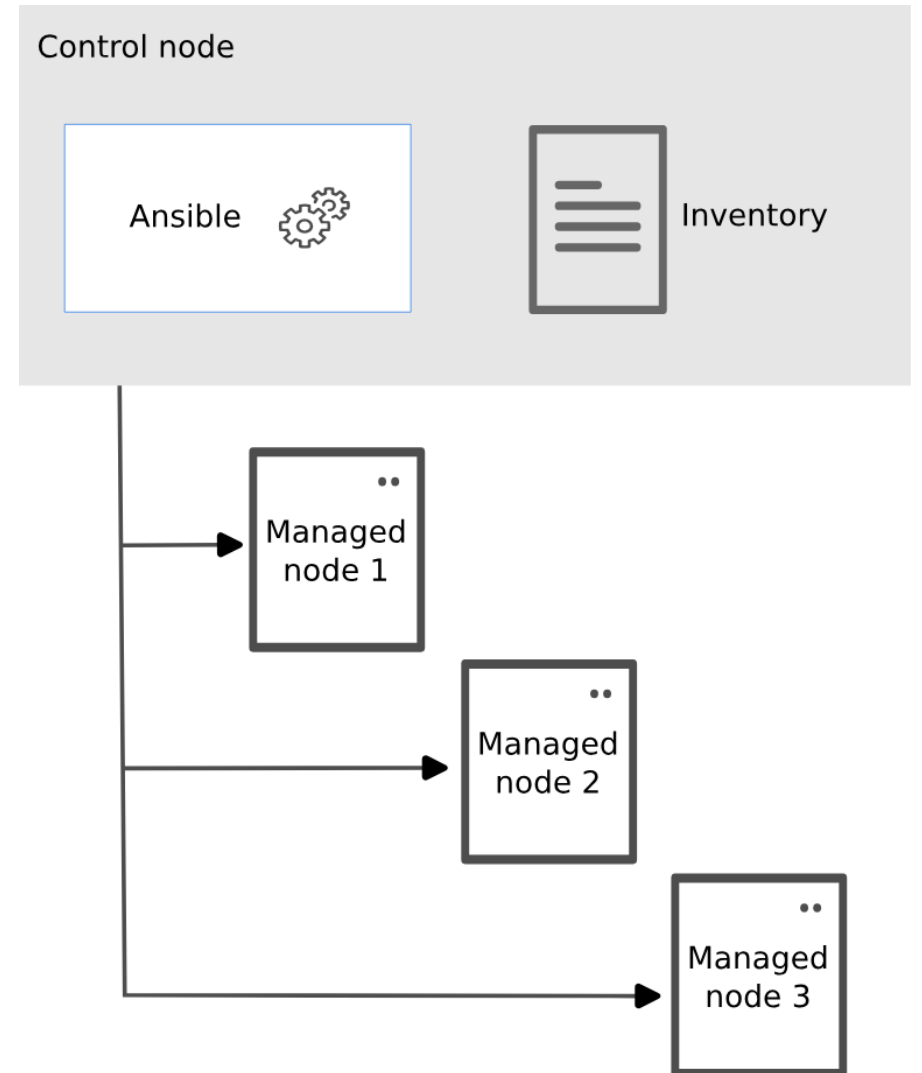 Control node
Ansible
Inventory
Managed
node 1
Managed
node 2
Managed
node 3